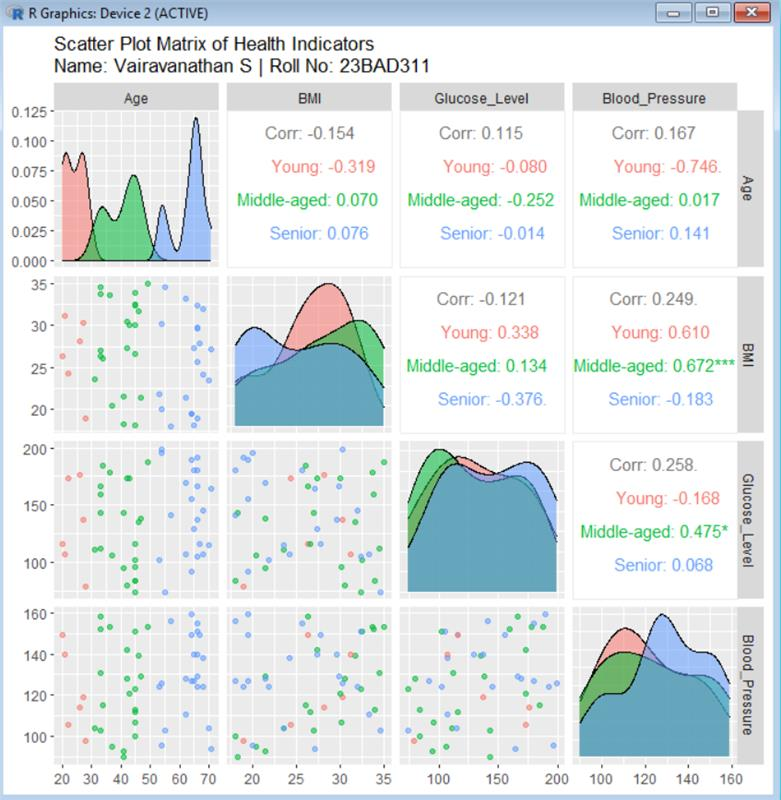 R Graphics: Device 2 (ACTIVE)
Scatter Plot Matrix of Health Indicators
Name: Vairavanathan S | Roll No: 23BAD311
Age
BMI
Glucose_Level
Blood_Pressure
0.125
0.100
0.075
0.050
0.025
0.000
Corr: -0.154
Young: -0.319
Middle-aged: 0.070
Senior: 0.076
Corr: 0.115
Young: -0.080
Middle-aged: -0.252
Senior: -0.014
Corr: 0.167
Young: -0.746.
Middle-aged: 0.017
Senior: 0.141
Age
35
30
25
20
Corr: -0.121
Young: 0.338
Middle-aged: 0.134
Senior: -0.376.
Corr: 0.249.
Young: 0.610
Middle-aged: 0.672***
Senior: -0.183
BMI
200
150
100
Corr: 0.258.
Young: -0.168
Middle-aged: 0.475*
Senior: 0.068
Glucose_Level
160
140
120
100
Blood_Pressure
20 30 40 50 60 70
20 25 30 35
100 150 200
100 120 140 160